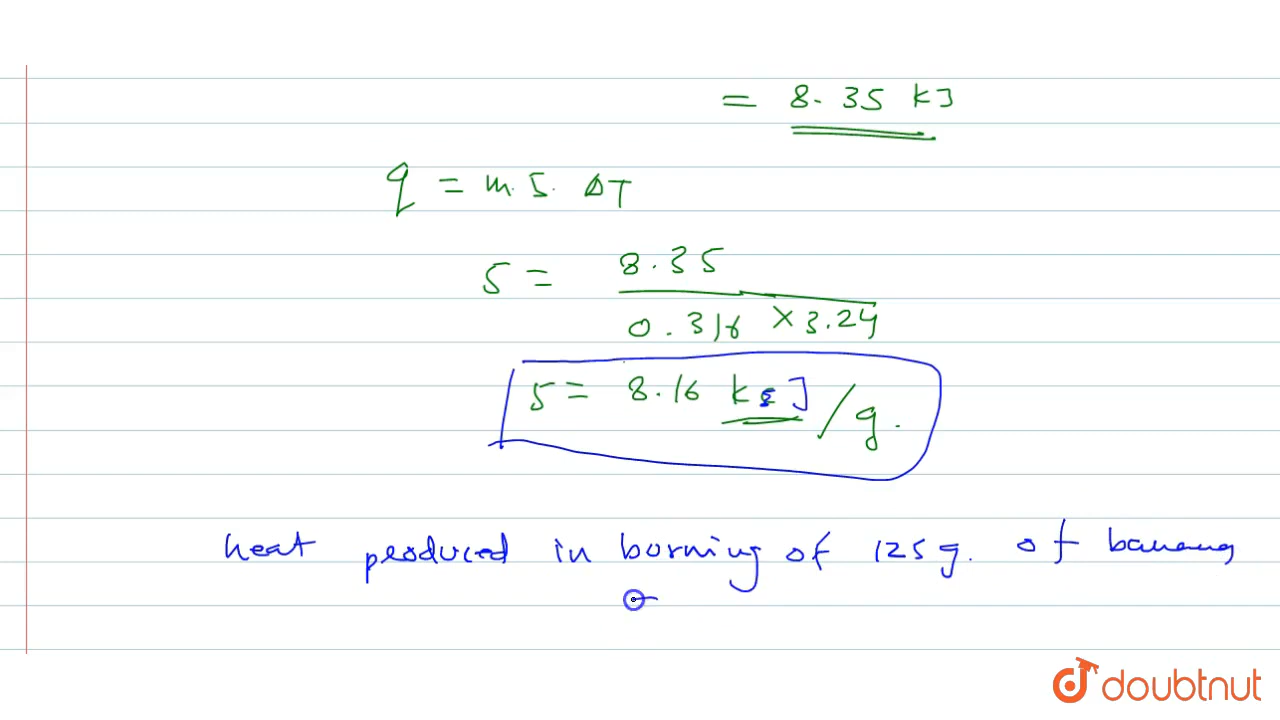 = 8.35 kJ
q = m.s. ΔT
s = 8.35
0.316 × 3.24
s = 8.16 kJ/g.
heat produced in burning of 125 g. of banana
doubtnut